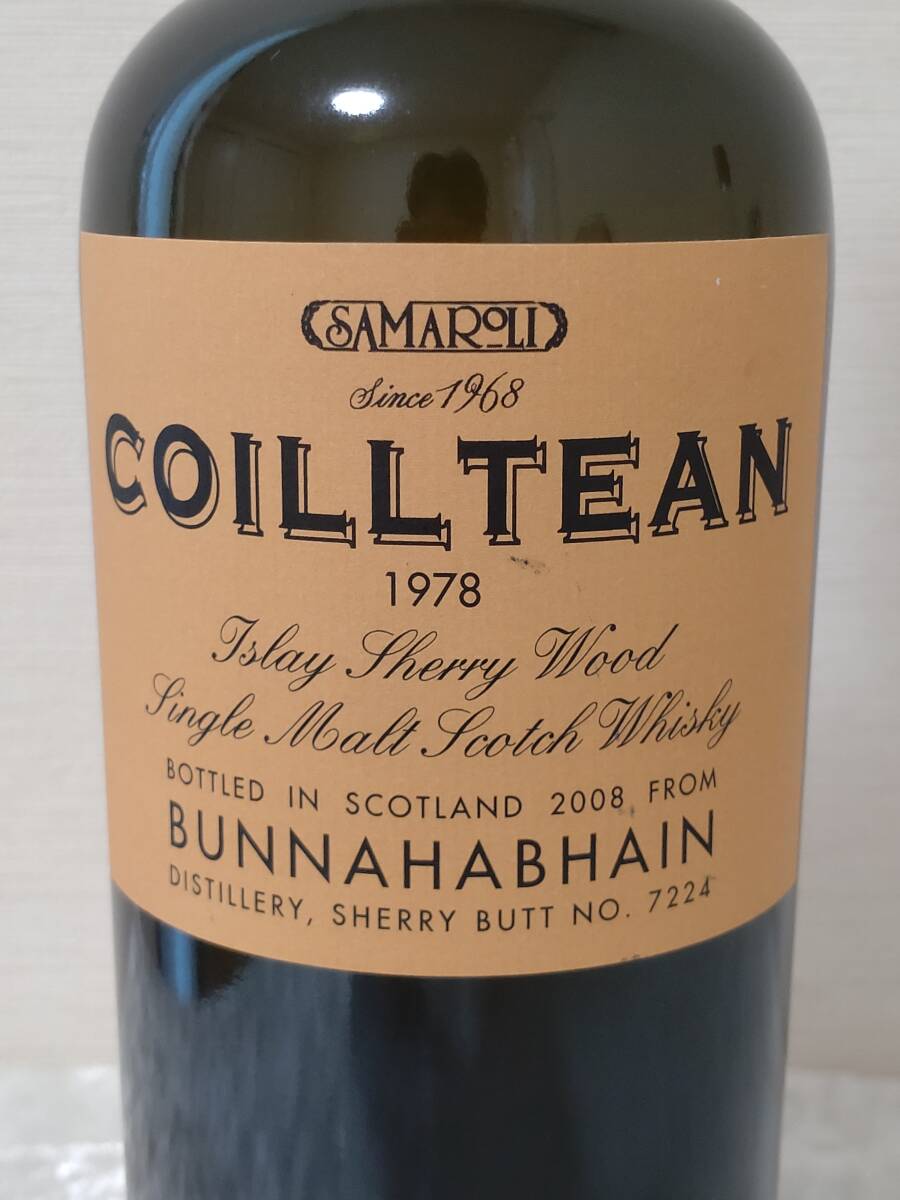 SAMAROLI
Since 1968
COILLTEAN
1978
Islay Sherry Wood
Single Malt Scotch Whisky
BOTTLED IN SCOTLAND 2008 FROM
BUNNAHABHAIN
DISTILLERY, SHERRY BUTT NO. 7224